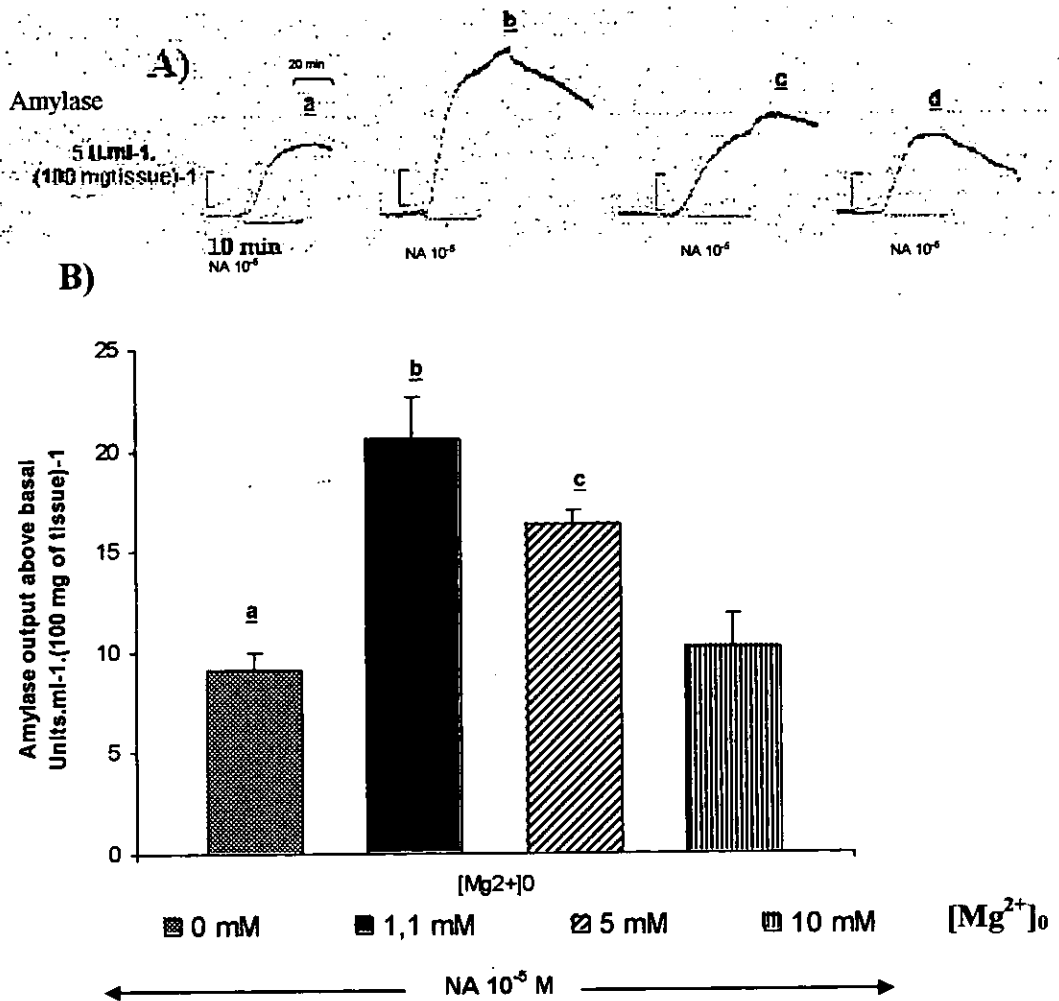 A)
20 min
a
b
c
d
Amylase
5 U.ml-1.
(100 mgtissue)-1
10 min
NA 10-5
NA 10-5
NA 10-5
NA 10-5
B)
25
20
15
10
5
0
Amylase output above basal
Units.ml-1.(100 mg of tissue)-1
a
b
c
[Mg2+]0
0 mM
1,1 mM
5 mM
10 mM
[Mg2+]0
NA 10-5 M